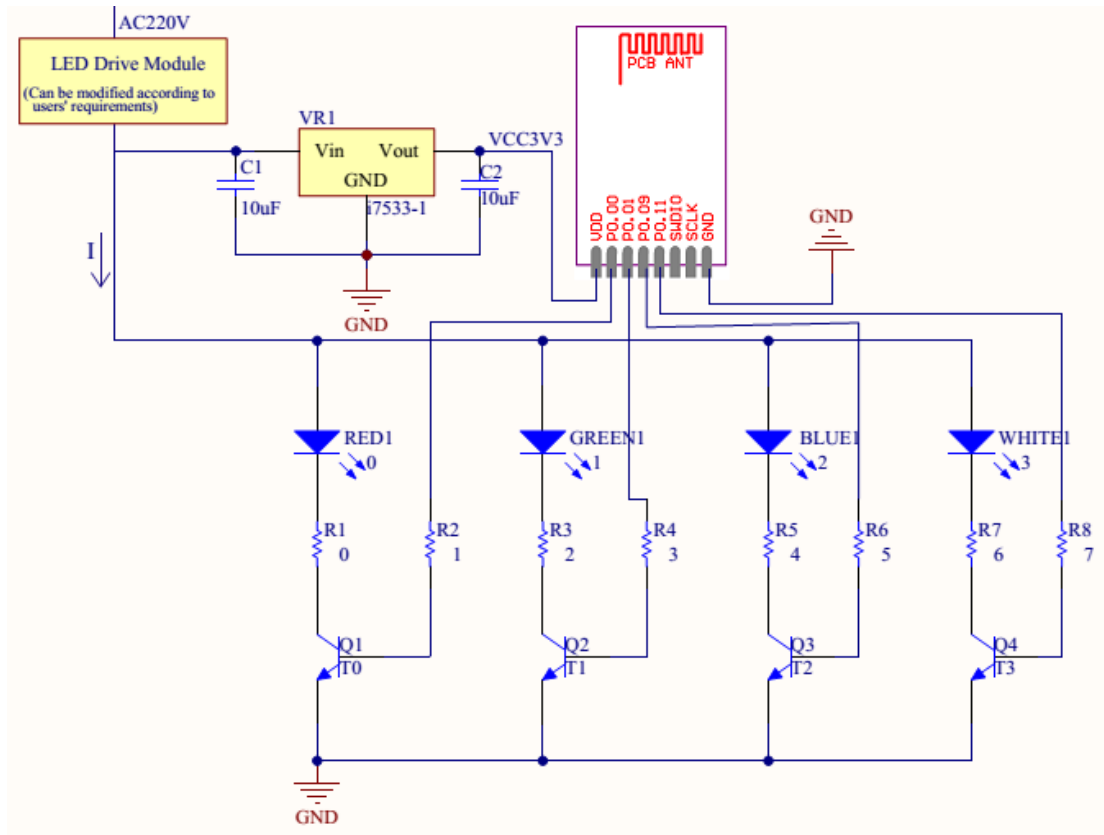 AC220V
LED Drive Module
(Can be modified according to
users' requirements)
VR1
Vin Vout
GND
i7533-1
VCC3V3
C1
10uF
C2
10uF
I
GND
PCB ANT
VDD
P0.00
P0.01
P0.09
P0.11
SWDIO
SCLK
GND
GND
RED1
0
GREEN1
1
BLUE1
2
WHITE1
3
R1
0
R2
1
R3
2
R4
3
R5
4
R6
5
R7
6
R8
7
Q1
T0
Q2
T1
Q3
T2
Q4
T3
GND